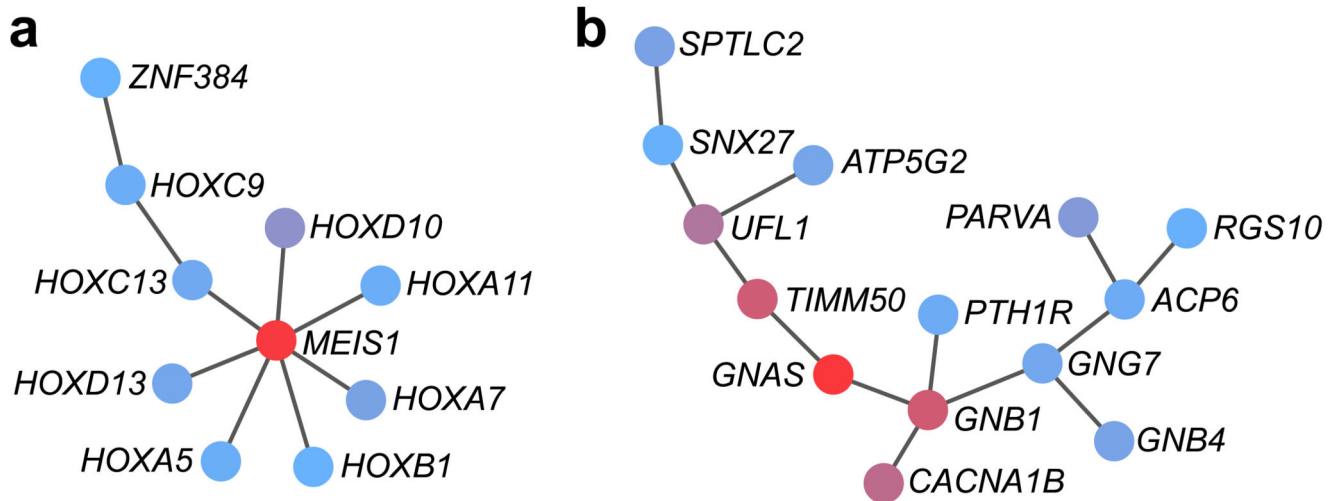 a
ZNF384
HOXC9
HOXD10
HOXC13
HOXA11
MEIS1
HOXD13
HOXA7
HOXA5
HOXB1
b
SPTLC2
SNX27
ATP5G2
UFL1
PARVA
RGS10
TIMM50
PTH1R
ACP6
GNAS
GNG7
GNB1
GNB4
CACNA1B